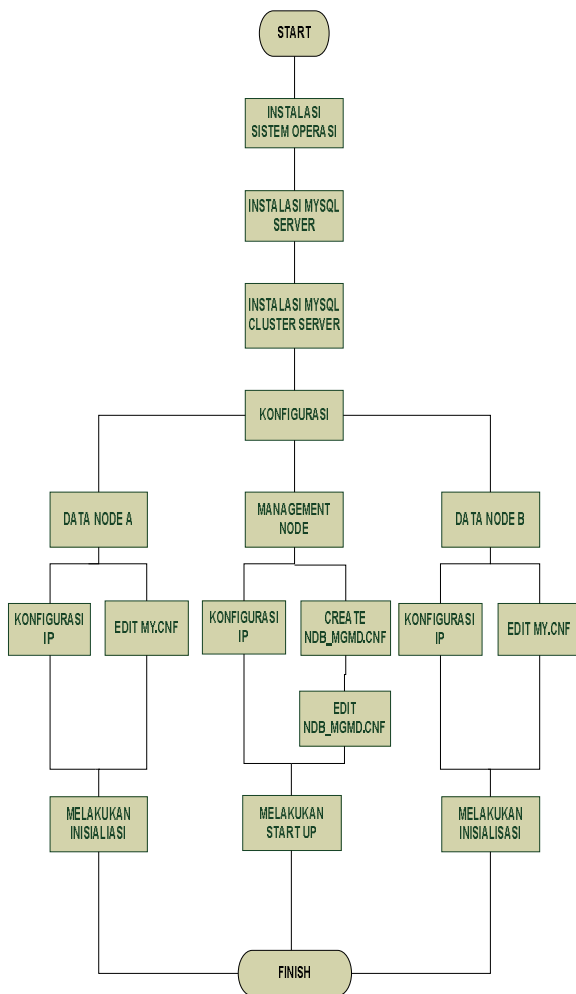 START
INSTALASI
SISTEM OPERASI
INSTALASI MYSQL
SERVER
INSTALASI MYSQL
CLUSTER SERVER
KONFIGURASI
DATA NODE A
MANAGEMENT
NODE
DATA NODE B
KONFIGURASI
IP
EDIT MY.CNF
KONFIGURASI
IP
CREATE
NDB_MGMD.CNF
KONFIGURASI
IP
EDIT MY.CNF
EDIT
NDB_MGMD.CNF
MELAKUKAN
INISIALIASI
MELAKUKAN
START UP
MELAKUKAN
INISIALISASI
FINISH